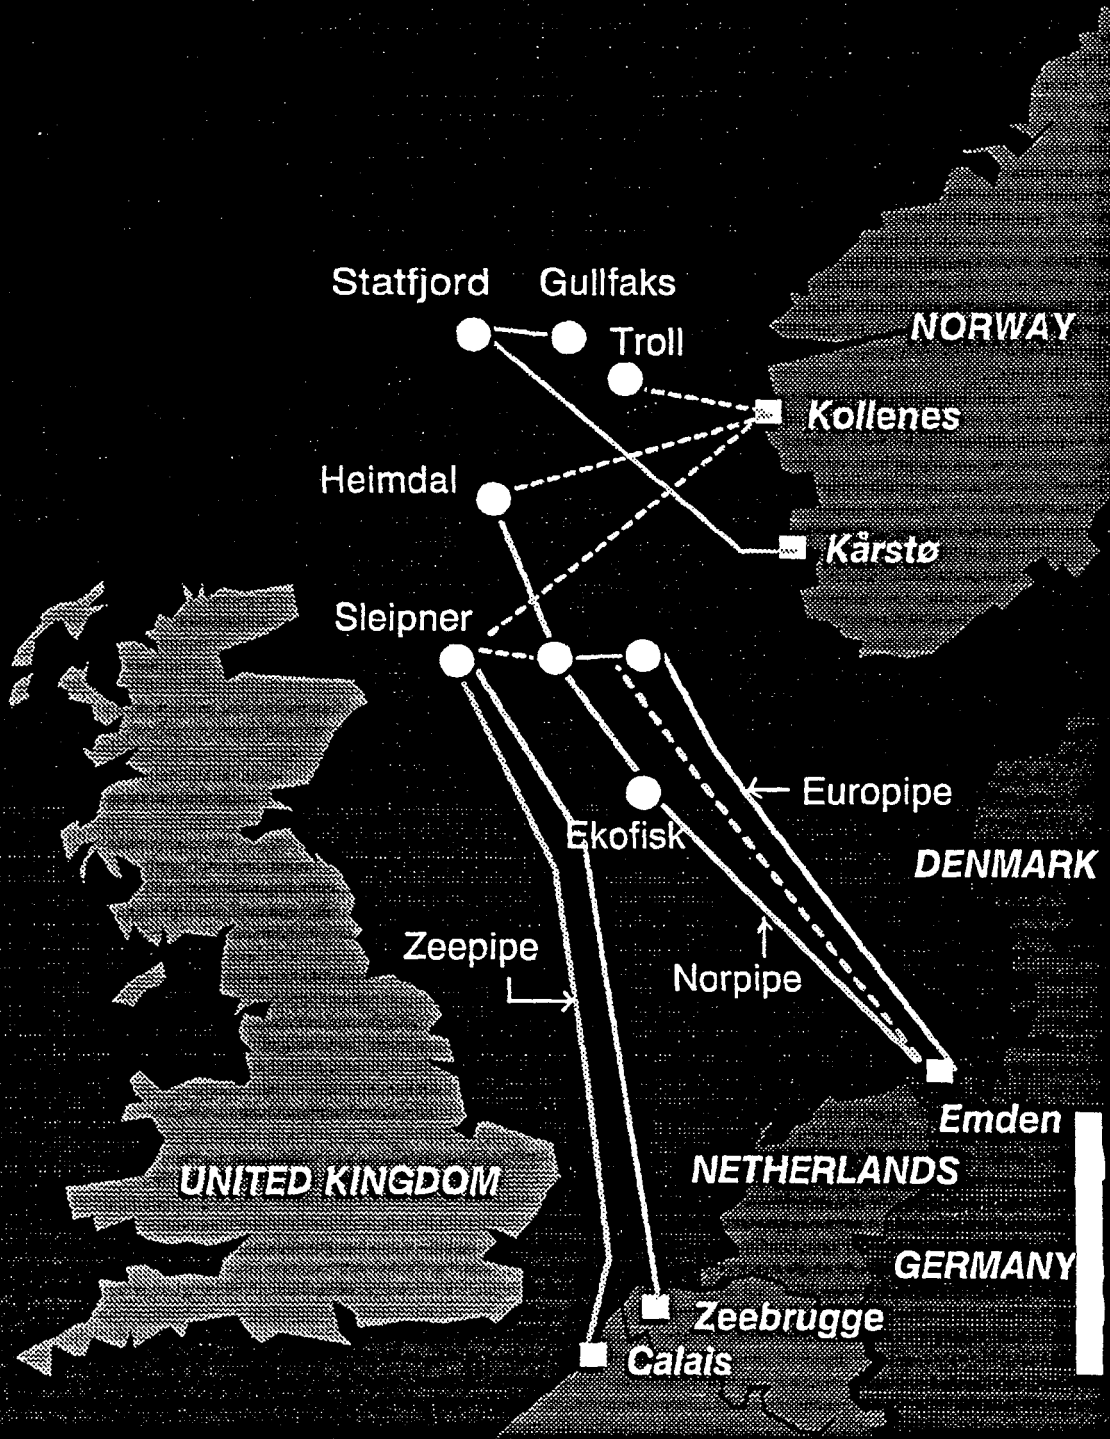 Statfjord Gullfaks
NORWAY
Troll
Kollenes
Heimdal
Kårstø
Sleipner
Europipe
Ekofisk
DENMARK
Zeepipe
Norpipe
Emden
NETHERLANDS
UNITED KINGDOM
GERMANY
Zeebrugge
Calais